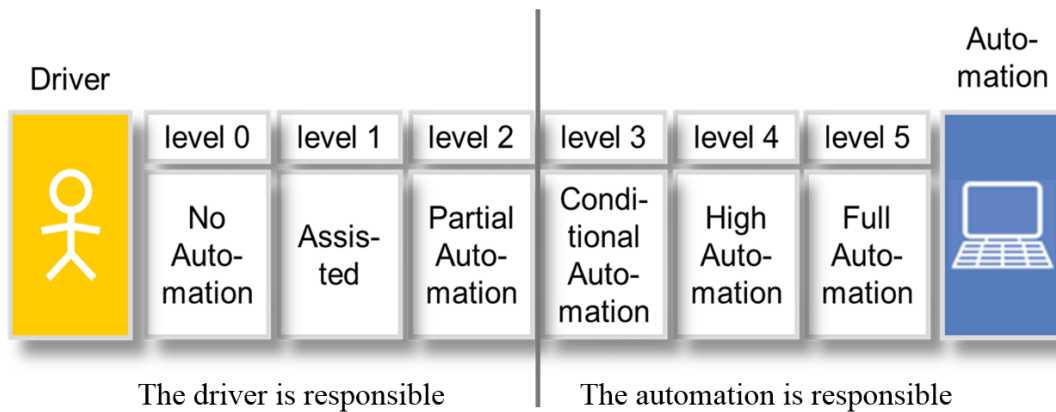 Driver
Auto-
mation
level 0
level 1
level 2
level 3
level 4
level 5
No
Auto-
mation
Assis-
ted
Partial
Auto-
mation
Condi-
tional
Auto-
mation
High
Auto-
mation
Full
Auto-
mation
The driver is responsible
The automation is responsible